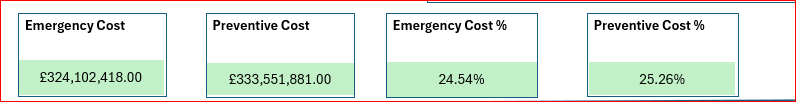 Emergency Cost
£324,102,418.00
Preventive Cost
£333,551,881.00
Emergency Cost %
24.54%
Preventive Cost %
25.26%